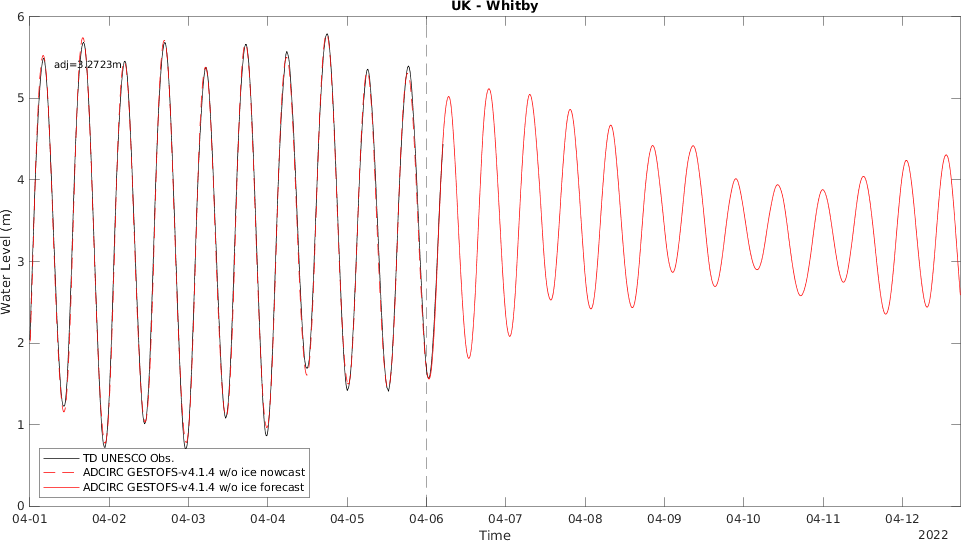 UK - Whitby
6
adj=3.2723m
5
4
3
2
1
0
Water Level (m)
TD UNESCO Obs.
ADCIRC GESTOFS-v4.1.4 w/o ice nowcast
ADCIRC GESTOFS-v4.1.4 w/o ice forecast
04-01 04-02 04-03 04-04 04-05 04-06 04-07 04-08 04-09 04-10 04-11 04-12
Time
2022